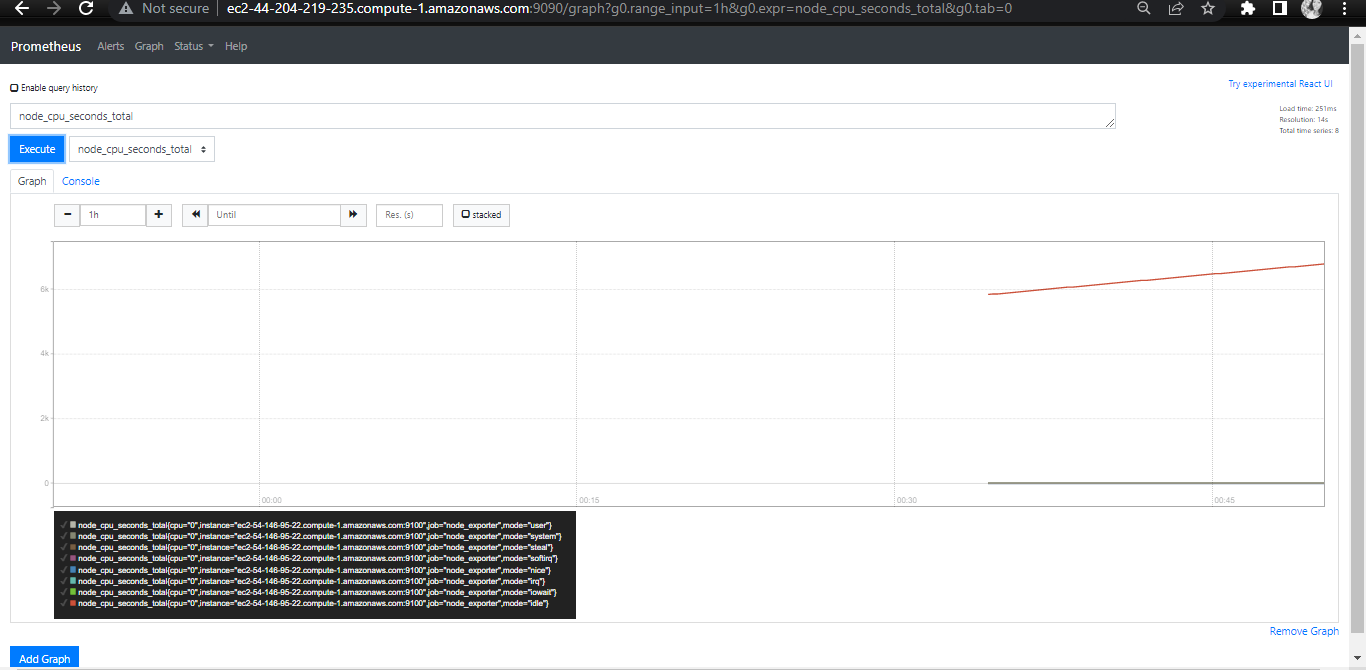 Not secure ec2-44-204-219-235.compute-1.amazonaws.com:9090/graph?g0.range_input=1h&g0.expr=node_cpu_seconds_total&g0.tab=0
Prometheus Alerts Graph Status Help
Enable query history
Try experimental React UI
node_cpu_seconds_total
Load time: 251ms
Resolution: 14s
Total time series: 8
Execute node_cpu_seconds_total
Graph Console
1h Until Res. (s) stacked
6k
4k
2k
0
00:00 00:15 00:30 00:45
node_cpu_seconds_total{cpu="0",instance="ec2-54-146-95-22.compute-1.amazonaws.com:9100",job="node_exporter",mode="user"}
node_cpu_seconds_total{cpu="0",instance="ec2-54-146-95-22.compute-1.amazonaws.com:9100",job="node_exporter",mode="system"}
node_cpu_seconds_total{cpu="0",instance="ec2-54-146-95-22.compute-1.amazonaws.com:9100",job="node_exporter",mode="steal"}
node_cpu_seconds_total{cpu="0",instance="ec2-54-146-95-22.compute-1.amazonaws.com:9100",job="node_exporter",mode="softirq"}
node_cpu_seconds_total{cpu="0",instance="ec2-54-146-95-22.compute-1.amazonaws.com:9100",job="node_exporter",mode="nice"}
node_cpu_seconds_total{cpu="0",instance="ec2-54-146-95-22.compute-1.amazonaws.com:9100",job="node_exporter",mode="irq"}
node_cpu_seconds_total{cpu="0",instance="ec2-54-146-95-22.compute-1.amazonaws.com:9100",job="node_exporter",mode="iowait"}
node_cpu_seconds_total{cpu="0",instance="ec2-54-146-95-22.compute-1.amazonaws.com:9100",job="node_exporter",mode="idle"}
Remove Graph
Add Graph